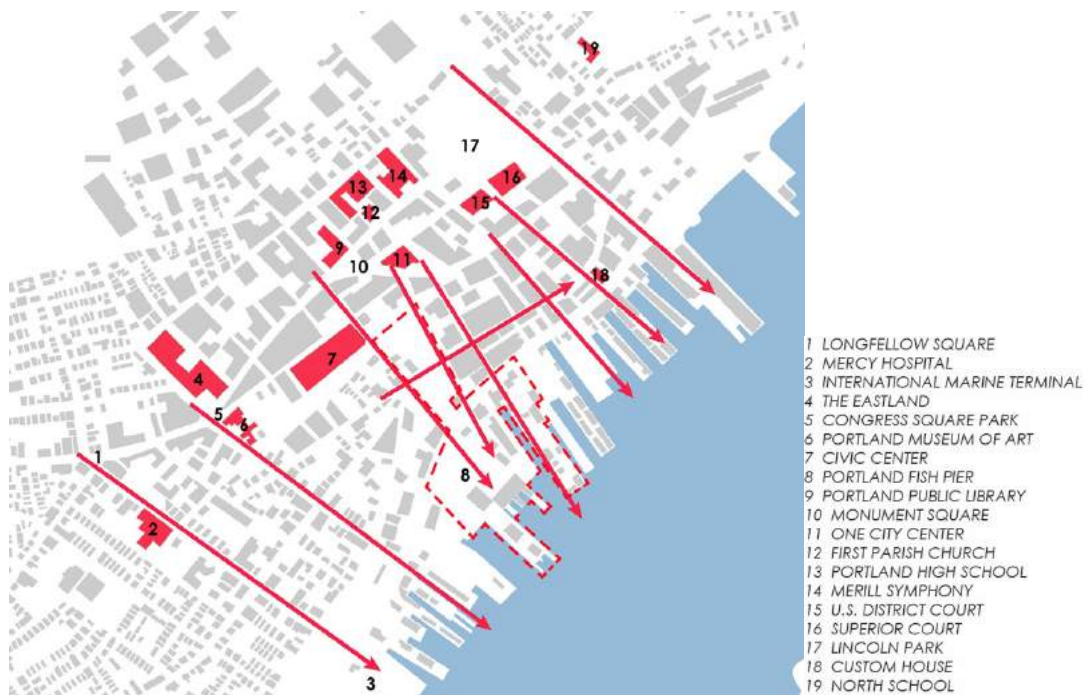 19
17
14
16
13
15
12
9
10
11
18
7
4
5
6
1
8
2
3
1 LONGFELLOW SQUARE
2 MERCY HOSPITAL
3 INTERNATIONAL MARINE TERMINAL
4 THE EASTLAND
5 CONGRESS SQUARE PARK
6 PORTLAND MUSEUM OF ART
7 CIVIC CENTER
8 PORTLAND FISH PIER
9 PORTLAND PUBLIC LIBRARY
10 MONUMENT SQUARE
11 ONE CITY CENTER
12 FIRST PARISH CHURCH
13 PORTLAND HIGH SCHOOL
14 MERILL SYMPHONY
15 U.S. DISTRICT COURT
16 SUPERIOR COURT
17 LINCOLN PARK
18 CUSTOM HOUSE
19 NORTH SCHOOL